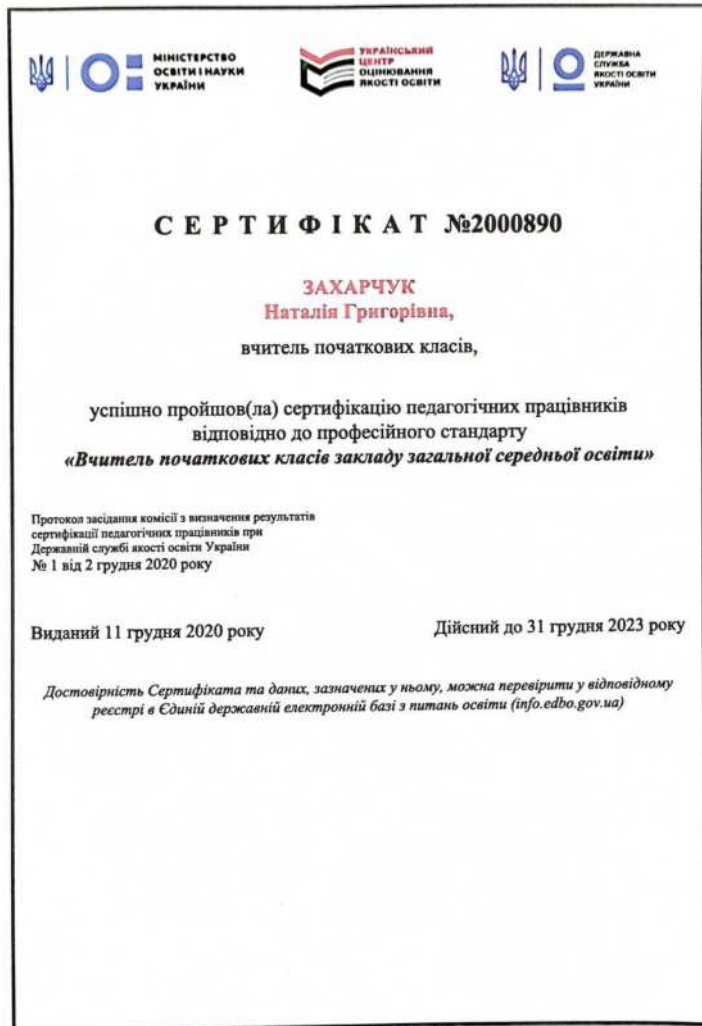 МІНІСТЕРСТВО
ОСВІТИ І НАУКИ
УКРАЇНИ
УКРАЇНСЬКИЙ
ЦЕНТР
ОЦІНЮВАННЯ
ЯКОСТІ ОСВІТИ
ДЕРЖАВНА
СЛУЖБА
ЯКОСТІ ОСВІТИ
УКРАЇНИ
СЕРТИФІКАТ №2000890
ЗАХАРЧУК
Наталія Григорівна,
вчитель початкових класів,
успішно пройшов(ла) сертифікацію педагогічних працівників
відповідно до професійного стандарту
«Вчитель початкових класів закладу загальної середньої освіти»
Протокол засідання комісії з визначення результатів
сертифікації педагогічних працівників при
Державній службі якості освіти України
№ 1 від 2 грудня 2020 року
Виданий 11 грудня 2020 року
Дійсний до 31 грудня 2023 року
Достовірність Сертифіката та даних, зазначених у ньому, можна перевірити у відповідному
реєстрі в Єдиній державній електронній базі з питань освіти (info.edbo.gov.ua)